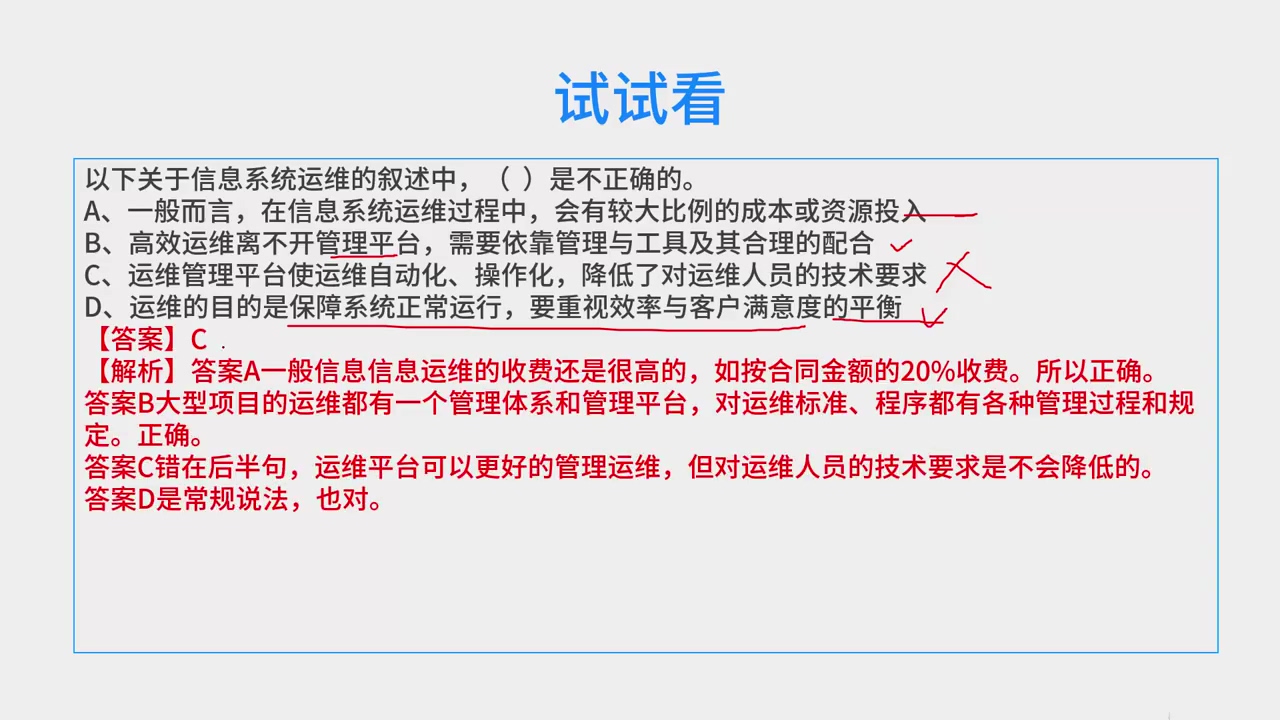 试试看
以下关于信息系统运维的叙述中，（ ）是不正确的。
A、一般而言，在信息系统运维过程中，会有较大比例的成本或资源投入
B、高效运维离不开管理平台，需要依靠管理与工具及其合理的配合
C、运维管理平台使运维自动化、操作化，降低了对运维人员的技术要求
D、运维的目的是保障系统正常运行，要重视效率与客户满意度的平衡
【答案】C
【解析】答案A一般信息信息运维的收费还是很高的，如按合同金额的20%收费。所以正确。
答案B大型项目的运维都有一个管理体系和管理平台，对运维标准、程序都有各种管理过程和规
定。正确。
答案C错在后半句，运维平台可以更好的管理运维，但对运维人员的技术要求是不会降低的。
答案D是常规说法，也对。